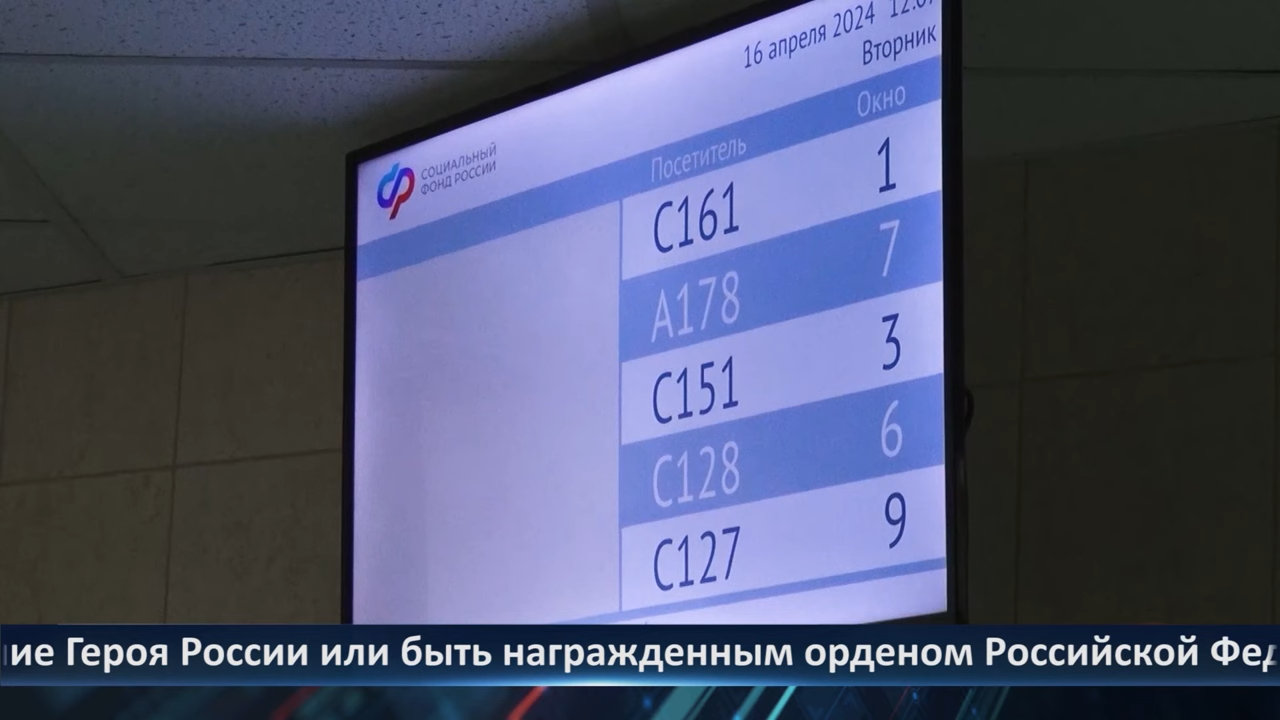 16 апреля 2024
Вторник
СОЦИАЛЬНЫЙ
ФОНД РОССИИ
Посетитель Окно
С161 1
А178 7
С151 3
С128 6
С127 9
Героя России или быть награжденным орденом Российской